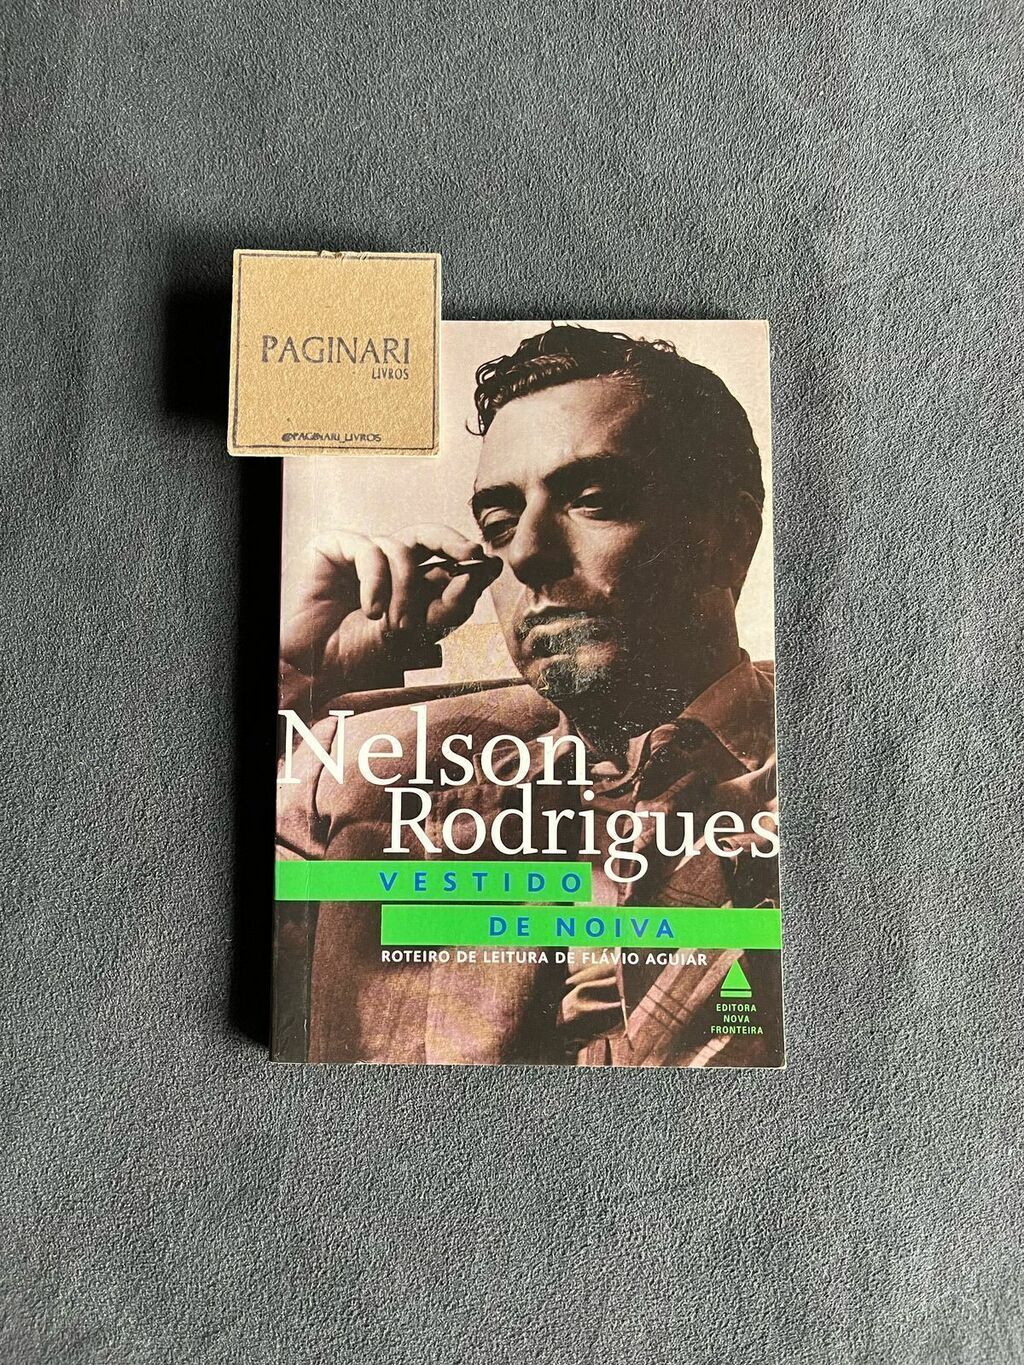 PAGINARI
LIVROS
@PAGINARI_LIVROS
Nelson
Rodrigues
VESTIDO
DE NOIVA
ROTEIRO DE LEITURA DE FLÁVIO AGUIAR
EDITORA
NOVA
FRONTEIRA